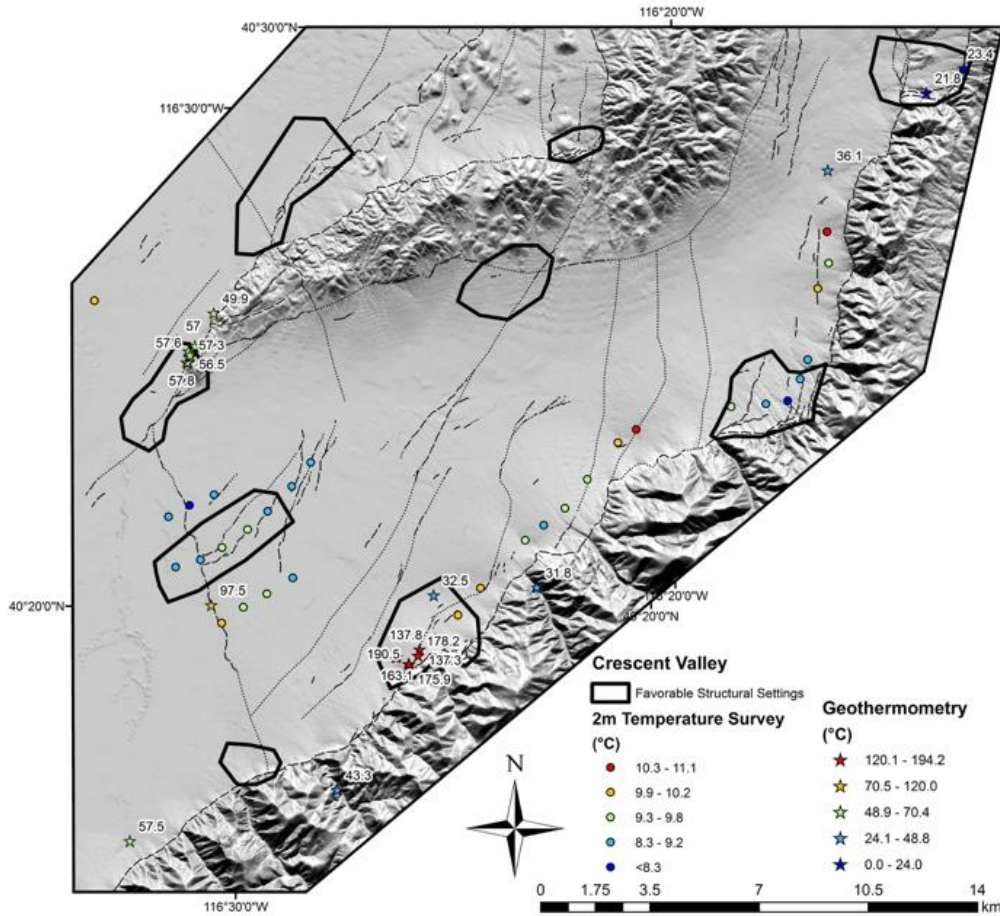 116°20'0"W
40°30'0"N
23.4
21.8
116°30'0"W
36.1
49.9
57
57.6
57.3
56.5
57.8
97.5
32.5
31.8
40°20'0"N
20'0"W
20'0"N
137.8
178.2
190.5
137.3
163.1
175.9
43.3
57.5
116°30'0"W
Crescent Valley
Favorable Structural Settings
2m Temperature Survey
(°C)
10.3 - 11.1
9.9 - 10.2
9.3 - 9.8
8.3 - 9.2
<8.3
Geothermometry
(°C)
120.1 - 194.2
70.5 - 120.0
48.9 - 70.4
24.1 - 48.8
0.0 - 24.0
N
0 1.75 3.5 7 10.5 14
km